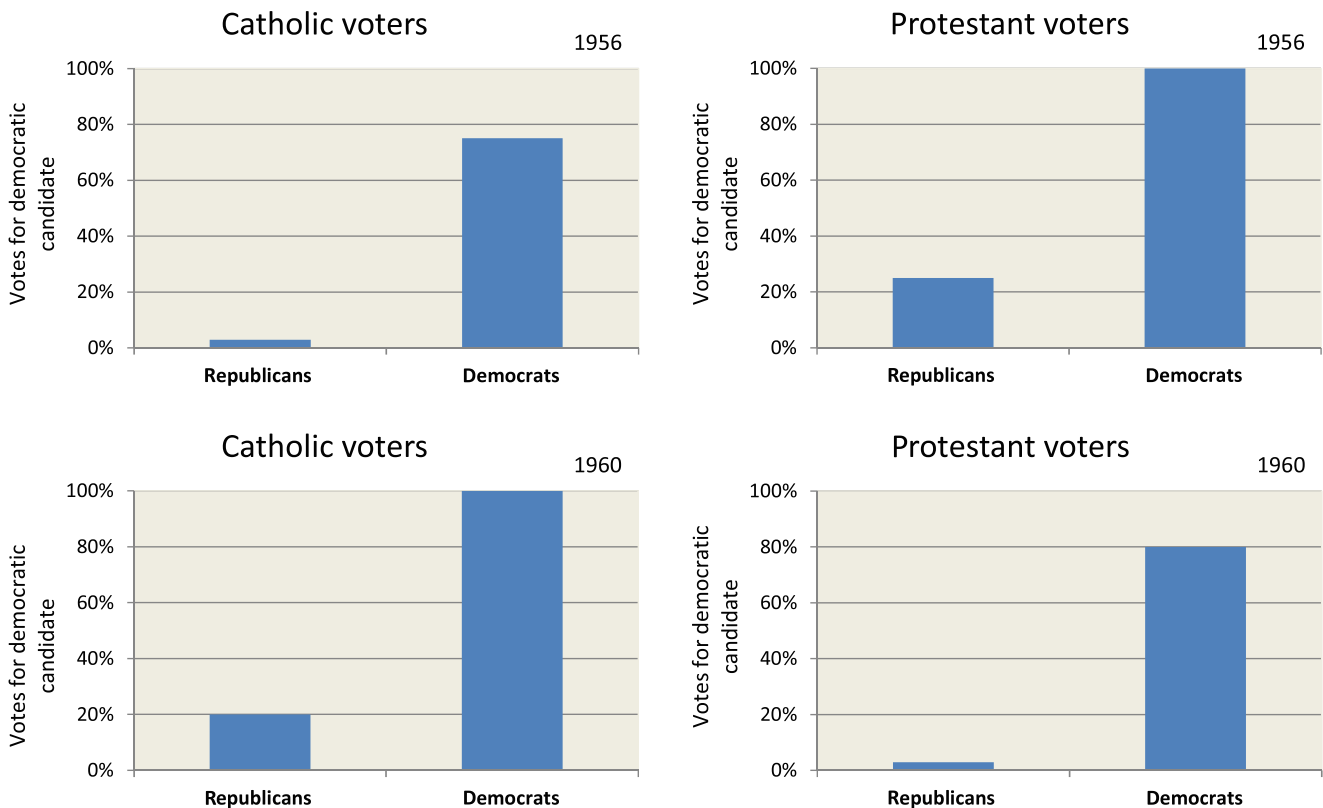 Catholic voters
1956
100%
80%
60%
40%
20%
0%
Votes for democratic
candidate
Republicans
Democrats
Protestant voters
1956
100%
80%
60%
40%
20%
0%
Votes for democratic
candidate
Republicans
Democrats
Catholic voters
1960
100%
80%
60%
40%
20%
0%
Votes for democratic
candidate
Republicans
Democrats
Protestant voters
1960
100%
80%
60%
40%
20%
0%
Votes for democratic
candidate
Republicans
Democrats